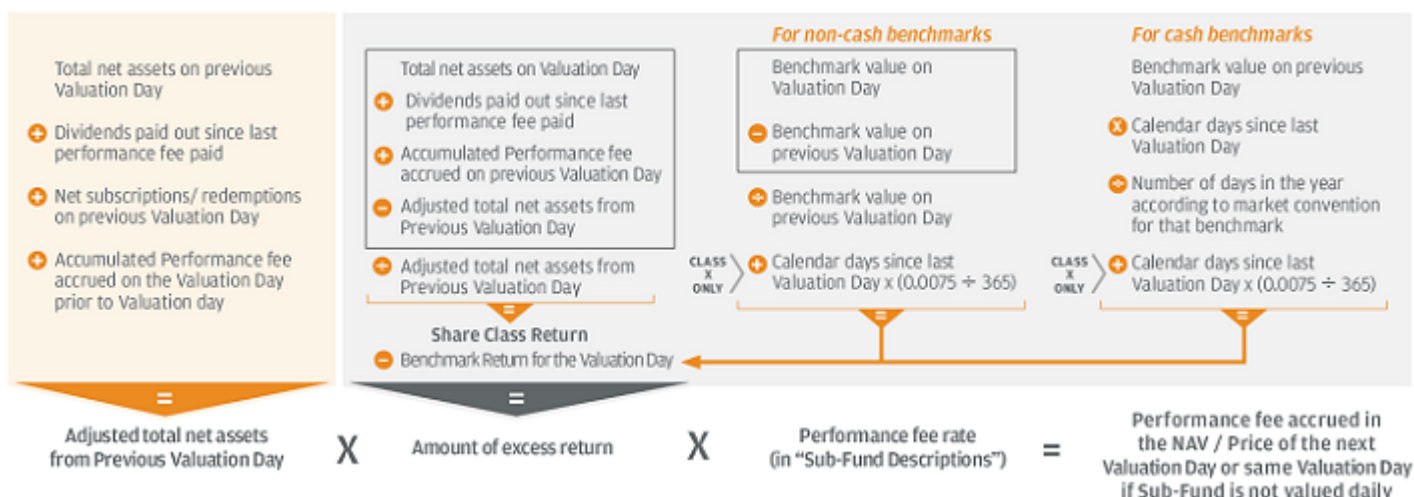 Total net assets on previous
Valuation Day
+ Dividends paid out since last
performance fee paid
+ Net subscriptions/ redemptions
on previous Valuation Day
+ Accumulated Performance fee
accrued on the Valuation Day
prior to Valuation day
=
Adjusted total net assets
from Previous Valuation Day
X
Total net assets on Valuation Day
+ Dividends paid out since last
performance fee paid
+ Accumulated Performance fee
accrued on previous Valuation Day
− Adjusted total net assets from
Previous Valuation Day
+ Adjusted total net assets from
Previous Valuation Day
=
Share Class Return
− Benchmark Return for the Valuation Day
=
Amount of excess return
For non-cash benchmarks
Benchmark value on
Valuation Day
− Benchmark value on
previous Valuation Day
÷ Benchmark value on
previous Valuation Day
CLASS
X
ONLY
+ Calendar days since last
Valuation Day x (0.0075 ÷ 365)
=
For cash benchmarks
Benchmark value on previous
Valuation Day
X Calendar days since last
Valuation Day
÷ Number of days in the year
according to market convention
for that benchmark
CLASS
X
ONLY
+ Calendar days since last
Valuation Day x (0.0075 ÷ 365)
=
X
Performance fee rate
(in “Sub-Fund Descriptions”)
=
Performance fee accrued in
the NAV / Price of the next
Valuation Day or same Valuation Day
if Sub-Fund is not valued daily